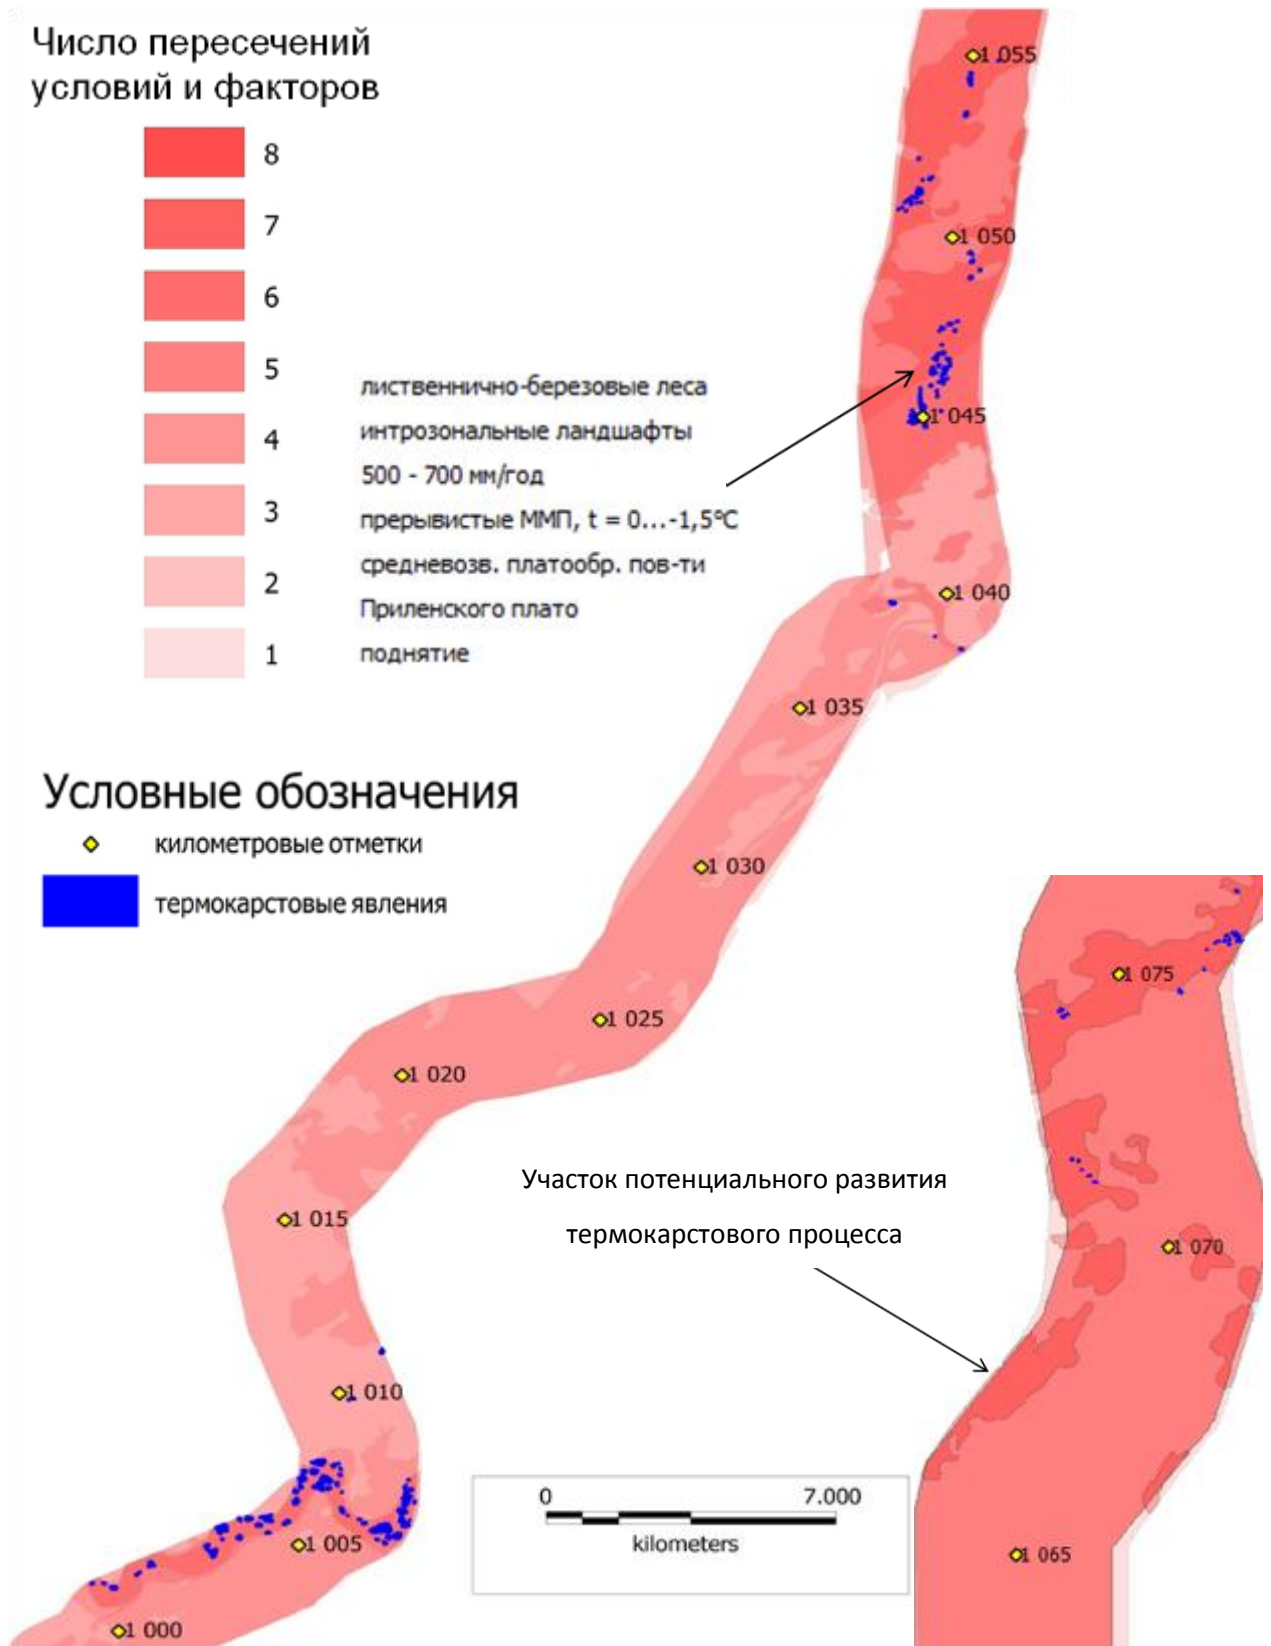 Число пересечений
условий и факторов
8
7
6
5
4
3
2
1
лиственнично-березовые леса
интрозональные ландшафты
500 - 700 мм/год
прерывистые ММП, t = 0...-1,5°C
средневозв. платообр. пов-ти
Приленского плато
поднятие
1 055
1 050
1 045
1 040
1 035
1 030
1 025
1 020
1 015
1 010
1 005
1 000
Условные обозначения
километровые отметки
термокарстовые явления
Участок потенциального развития
термокарстового процесса
1 075
1 070
1 065
0 7.000
kilometers